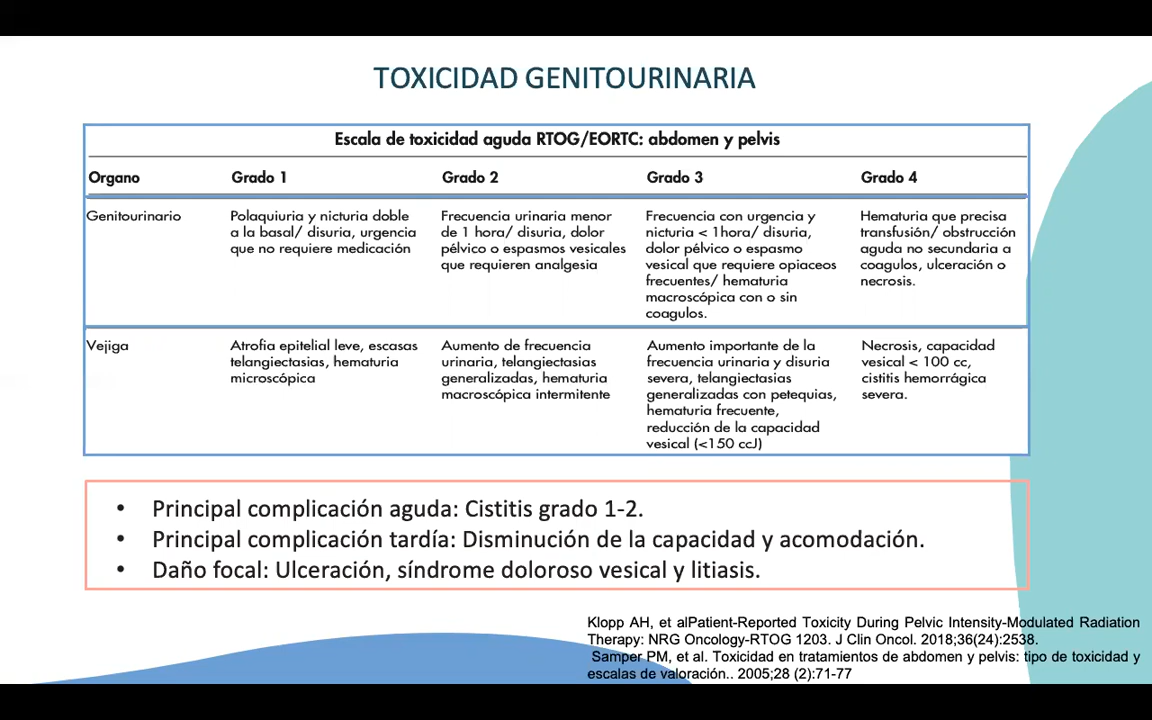 TOXICIDAD GENITOURINARIA
Escala de toxicidad aguda RTOG/EORTC: abdomen y pelvis
Organo Grado 1 Grado 2 Grado 3 Grado 4
Genitourinario
Polaquiuria y nicturia doble
a la basal/ disuria, urgencia
que no requiere medicación
Frecuencia urinaria menor
de 1 hora/ disuria, dolor
pélvico o espasmos vesicales
que requieren analgesia
Frecuencia con urgencia y
nicturia < 1hora/ disuria,
dolor pélvico o espasmo
vesical que requiere opiaceos
frecuentes/ hematuria
macroscópica con o sin
coagulos.
Hematuria que precisa
transfusión/ obstrucción
aguda no secundaria a
coagulos, ulceración o
necrosis.
Vejiga
Atrofia epitelial leve, escasas
telangiectasias, hematuria
microscópica
Aumento de frecuencia
urinaria, telangiectasias
generalizadas, hematuria
macroscópica intermitente
Aumento importante de la
frecuencia urinaria y disuria
severa, telangiectasias
generalizadas con petequias,
hematuria frecuente,
reducción de la capacidad
vesical (<150 ccJ)
Necrosis, capacidad
vesical < 100 cc,
cistitis hemorrágica
severa.
• Principal complicación aguda: Cistitis grado 1-2.
• Principal complicación tardía: Disminución de la capacidad y acomodación.
• Daño focal: Ulceración, síndrome doloroso vesical y litiasis.
Klopp AH, et alPatient-Reported Toxicity During Pelvic Intensity-Modulated Radiation
Therapy: NRG Oncology-RTOG 1203. J Clin Oncol. 2018;36(24):2538.
Samper PM, et al. Toxicidad en tratamientos de abdomen y pelvis: tipo de toxicidad y
escalas de valoración.. 2005;28 (2):71-77